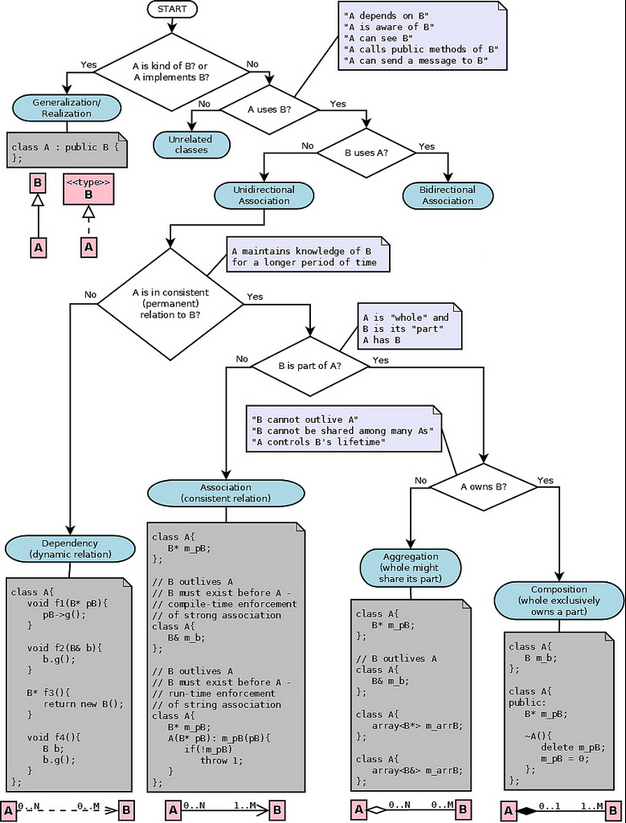 START
"A depends on B"
"A is aware of B"
"A can see B"
"A calls public methods of B"
"A can send a message to B"
A is kind of B? or
A implements B?
Yes
No
Generalization/
Realization
A uses B?
No
Yes
class A : public B {
};
Unrelated
classes
B uses A?
No
Yes
B
<<type>>
B
A
A
Unidirectional
Association
Bidirectional
Association
A maintains knowledge of B
for a longer period of time
A is in consistent
(permanent)
relation to B?
No
Yes
A is "whole" and
B is its "part"
A has B
B is part of A?
No
Yes
"B cannot outlive A"
"B cannot be shared among many As"
"A controls B's lifetime"
A owns B?
No
Yes
Association
(consistent relation)
Dependency
(dynamic relation)
Aggregation
(whole might
share its part)
Composition
(whole exclusively
owns a part)
class A{
void f1(B* pB){
pB->g();
}
void f2(B& b){
b.g();
}
B* f3(){
return new B();
}
void f4(){
B b;
b.g();
}
};
class A{
B* m_pB;
};
// B outlives A
// B must exist before A -
// compile-time enforcement
// of strong association
class A{
B& m_b;
};
// B outlives A
// B must exist before A -
// run-time enforcement
// of strong association
class A{
B* m_pB;
A(B* pB): m_pB(pB){
if(!m_pB)
throw 1;
}
};
class A{
B* m_pB;
};
// B outlives A
class A{
B& m_b;
};
class A{
array<B*> m_arrB;
};
class A{
array<B&> m_arrB;
};
class A{
B m_b;
};
class A{
public:
B* m_pB;
~A(){
delete m_pB;
m_pB = 0;
};
};
A 0..N 0..M B
A 0..N 1..M B
A 0..N 0..M B
A 0..1 1..M B